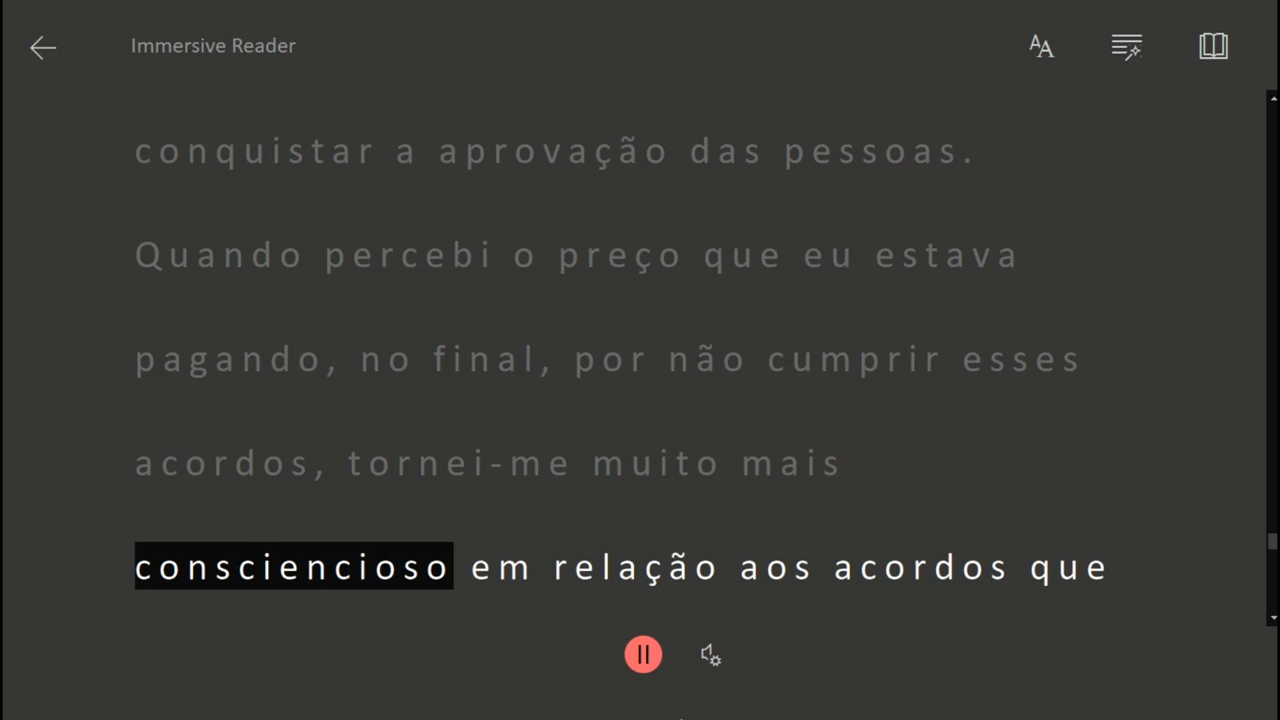 Immersive Reader
conquistar a aprovação das pessoas.
Quando percebi o preço que eu estava
pagando, no final, por não cumprir esses
acordos, tornei-me muito mais
consciencioso em relação aos acordos que